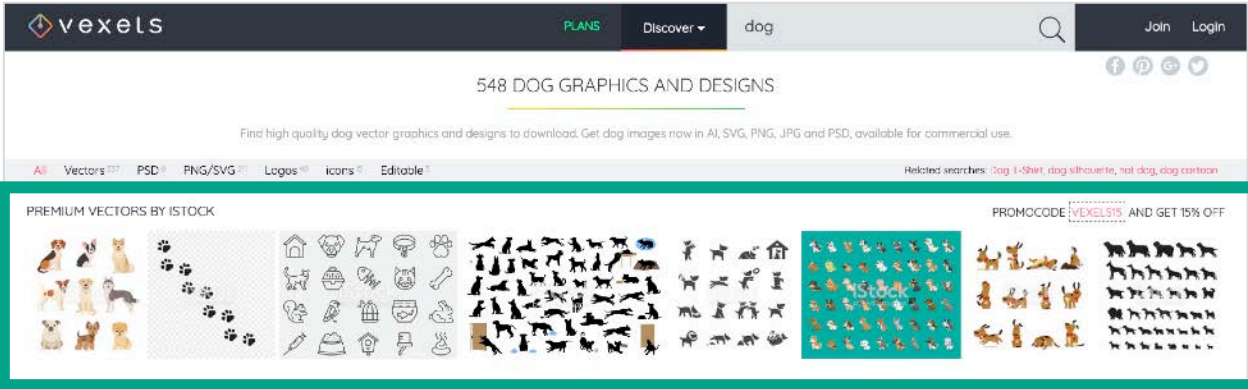 vexels
PLANS Discover dog Join Login
548 DOG GRAPHICS AND DESIGNS
Find high quality dog vector graphics and designs to download. Get dog images now in AI, SVG, PNG, JPG and PSD, available for commercial use.
All Vectors 337 PSD PNG/SVG Logos Icons Editable
Related searches: Dog T-Shirt, dog silhouette, hot dog, dog cartoon
PREMIUM VECTORS BY ISTOCK
PROMOCODE VEXELS15 AND GET 15% OFF
iStock